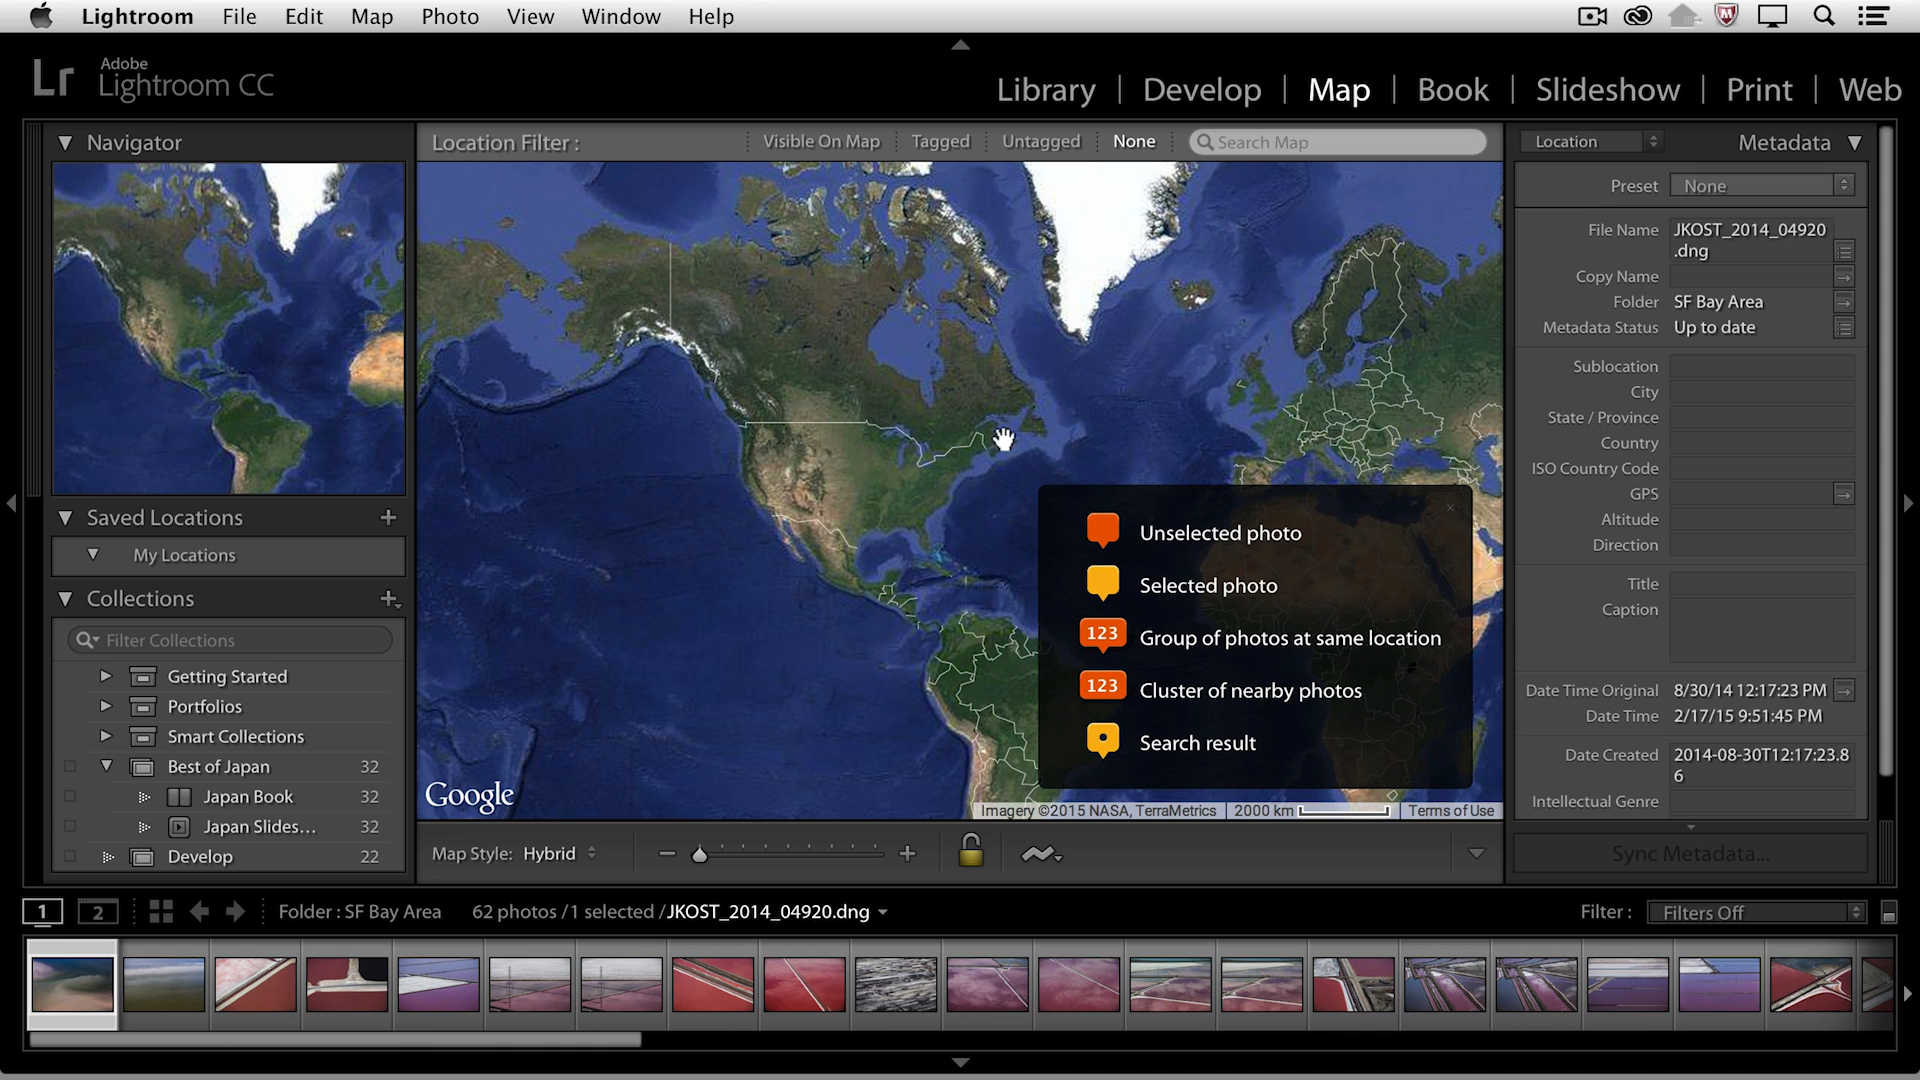 Lightroom File Edit Map Photo View Window Help
Lr Adobe
Lightroom CC
Library | Develop | Map | Book | Slideshow | Print | Web
Navigator
Location Filter : Visible On Map Tagged Untagged None Search Map
Location Metadata
Preset None
File Name JKOST_2014_04920
.dng
Copy Name
Folder SF Bay Area
Metadata Status Up to date
Sublocation
City
State / Province
Country
ISO Country Code
GPS
Altitude
Direction
Title
Caption
Date Time Original 8/30/14 12:17:23 PM
Date Time 2/17/15 9:51:45 PM
Date Created 2014-08-30T12:17:23.8
6
Intellectual Genre
Sync Metadata...
Saved Locations
My Locations
Collections
Filter Collections
Getting Started
Portfolios
Smart Collections
Best of Japan 32
Japan Book 32
Japan Slides... 32
Develop 22
Unselected photo
Selected photo
123 Group of photos at same location
123 Cluster of nearby photos
Search result
Google
Imagery ©2015 NASA, TerraMetrics 2000 km Terms of Use
Map Style: Hybrid
1 2 Folder : SF Bay Area 62 photos /1 selected /JKOST_2014_04920.dng
Filter : Filters Off